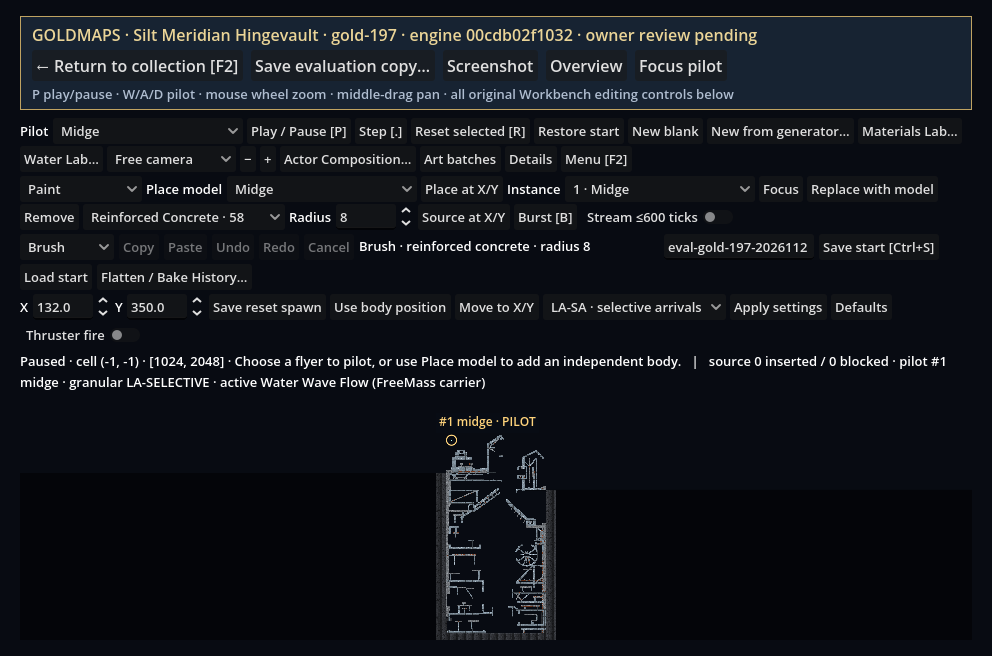 GOLDMAPS · Silt Meridian Hingevault · gold-197 · engine 00cdb02f1032 · owner review pending
← Return to collection [F2] Save evaluation copy... Screenshot Overview Focus pilot
P play/pause · W/A/D pilot · mouse wheel zoom · middle-drag pan · all original Workbench editing controls below
Pilot Midge Play / Pause [P] Step [.] Reset selected [R] Restore start New blank New from generator... Materials Lab...
Water Lab... Free camera − + Actor Composition... Art batches Details Menu [F2]
Paint Place model Midge Place at X/Y Instance 1 · Midge Focus Replace with model
Remove Reinforced Concrete · 58 Radius 8 Source at X/Y Burst [B] Stream ≤600 ticks
Brush Copy Paste Undo Redo Cancel Brush · reinforced concrete · radius 8 eval-gold-197-2026112 Save start [Ctrl+S]
Load start Flatten / Bake History...
X 132.0 Y 350.0 Save reset spawn Use body position Move to X/Y LA-SA · selective arrivals Apply settings Defaults
Thruster fire
Paused · cell (-1, -1) · [1024, 2048] · Choose a flyer to pilot, or use Place model to add an independent body. | source 0 inserted / 0 blocked · pilot #1
midge · granular LA-SELECTIVE · active Water Wave Flow (FreeMass carrier)
#1 midge · PILOT